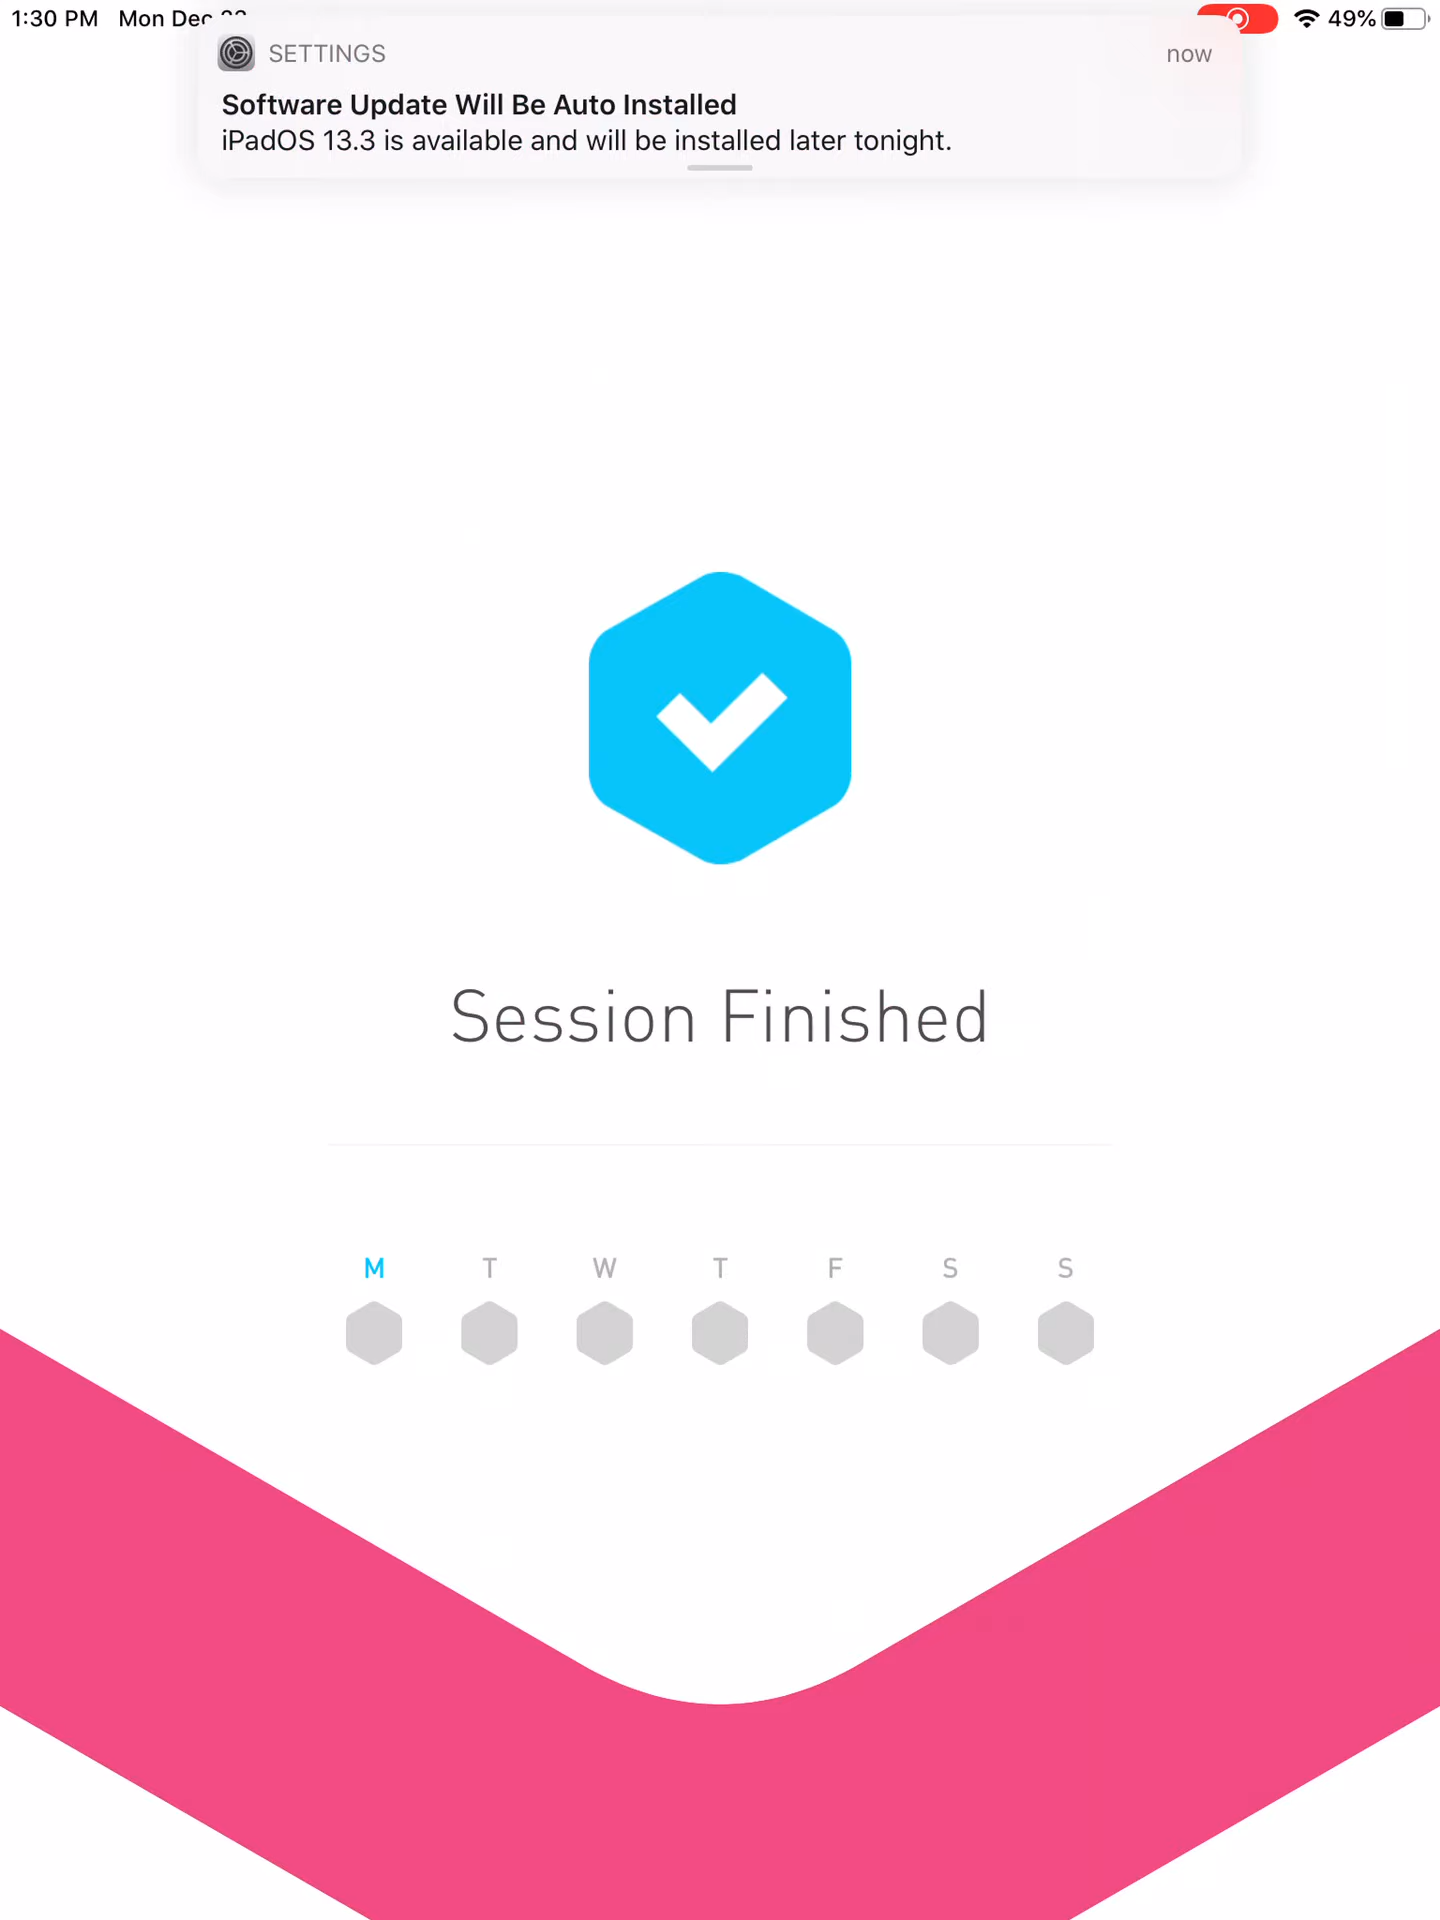 1:30 PM Mon Dec
49%
SETTINGS
now
Software Update Will Be Auto Installed
iPadOS 13.3 is available and will be installed later tonight.
Session Finished
M T W T F S S